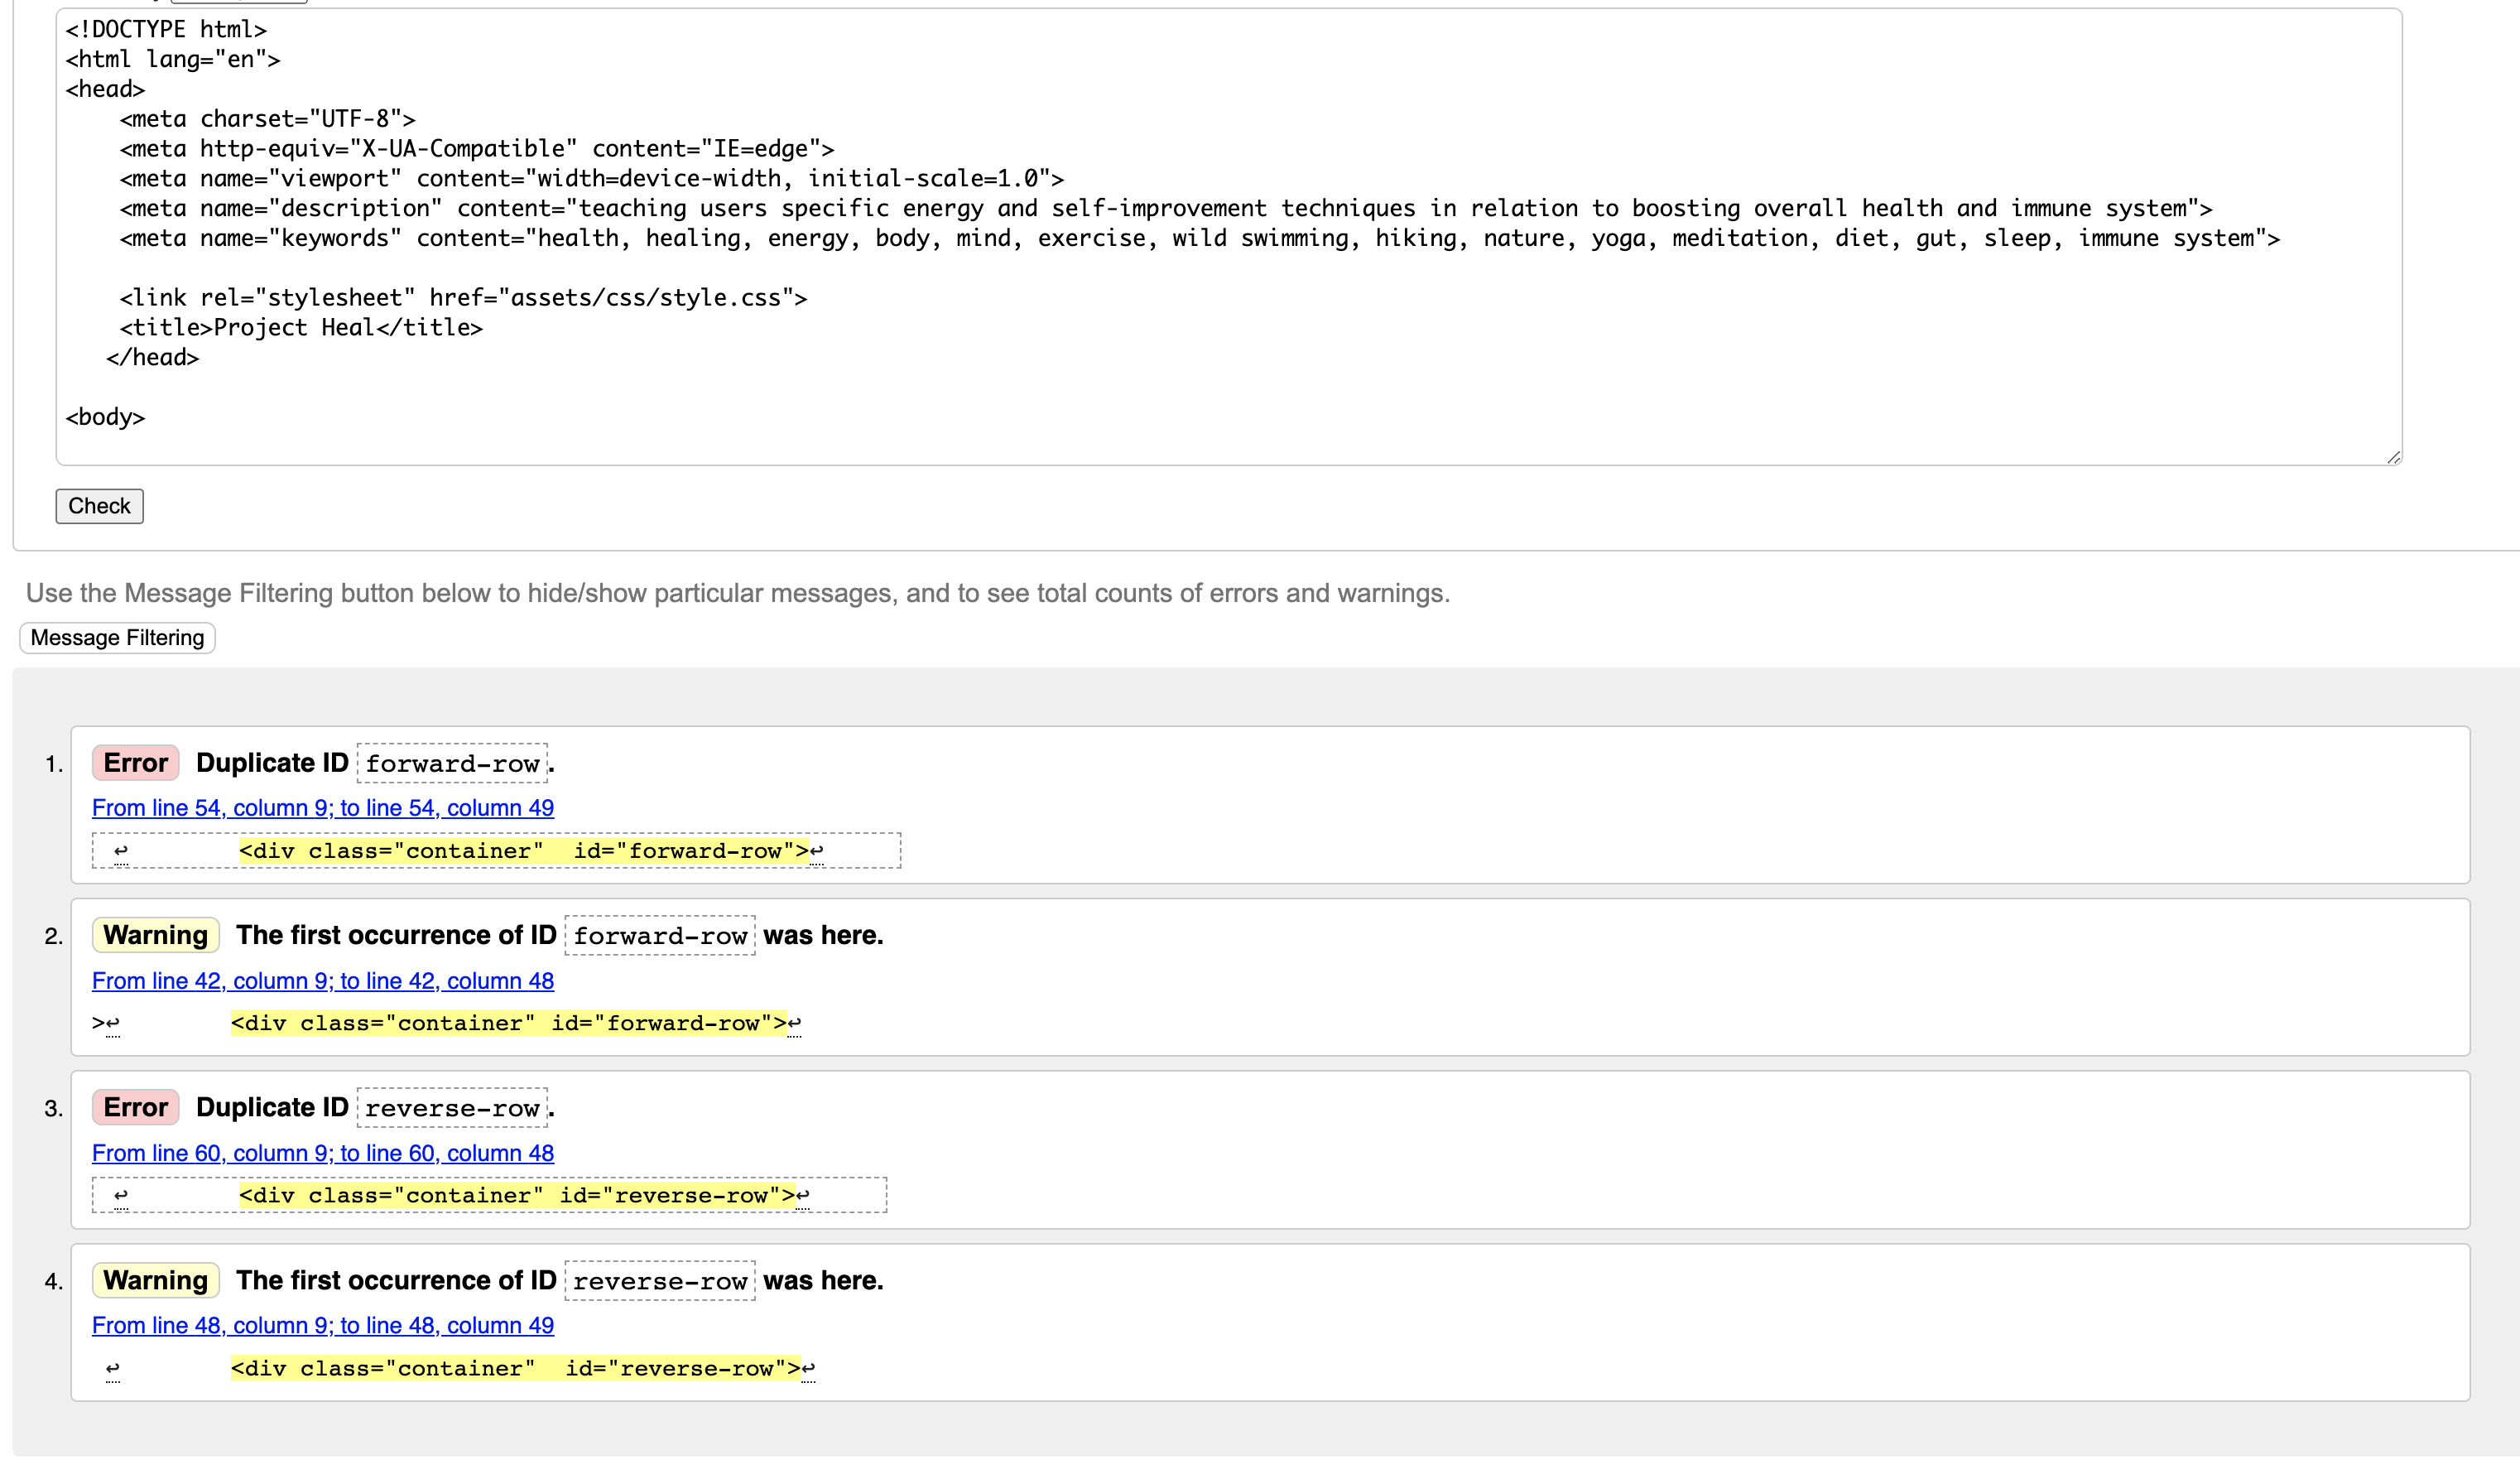 <!DOCTYPE html>
<html lang="en">
<head>
    <meta charset="UTF-8">
    <meta http-equiv="X-UA-Compatible" content="IE=edge">
    <meta name="viewport" content="width=device-width, initial-scale=1.0">
    <meta name="description" content="teaching users specific energy and self-improvement techniques in relation to boosting overall health and immune system">
    <meta name="keywords" content="health, healing, energy, body, mind, exercise, wild swimming, hiking, nature, yoga, meditation, diet, gut, sleep, immune system">
    <link rel="stylesheet" href="assets/css/style.css">
    <title>Project Heal</title>
   </head>
<body>
Check
Use the Message Filtering button below to hide/show particular messages, and to see total counts of errors and warnings.
Message Filtering
1. Error Duplicate ID forward-row.
From line 54, column 9; to line 54, column 49
↩        <div class="container"  id="forward-row">↩
2. Warning The first occurrence of ID forward-row was here.
From line 42, column 9; to line 42, column 48
>↩        <div class="container" id="forward-row">↩
3. Error Duplicate ID reverse-row.
From line 60, column 9; to line 60, column 48
↩        <div class="container" id="reverse-row">↩
4. Warning The first occurrence of ID reverse-row was here.
From line 48, column 9; to line 48, column 49
↩        <div class="container"  id="reverse-row">↩